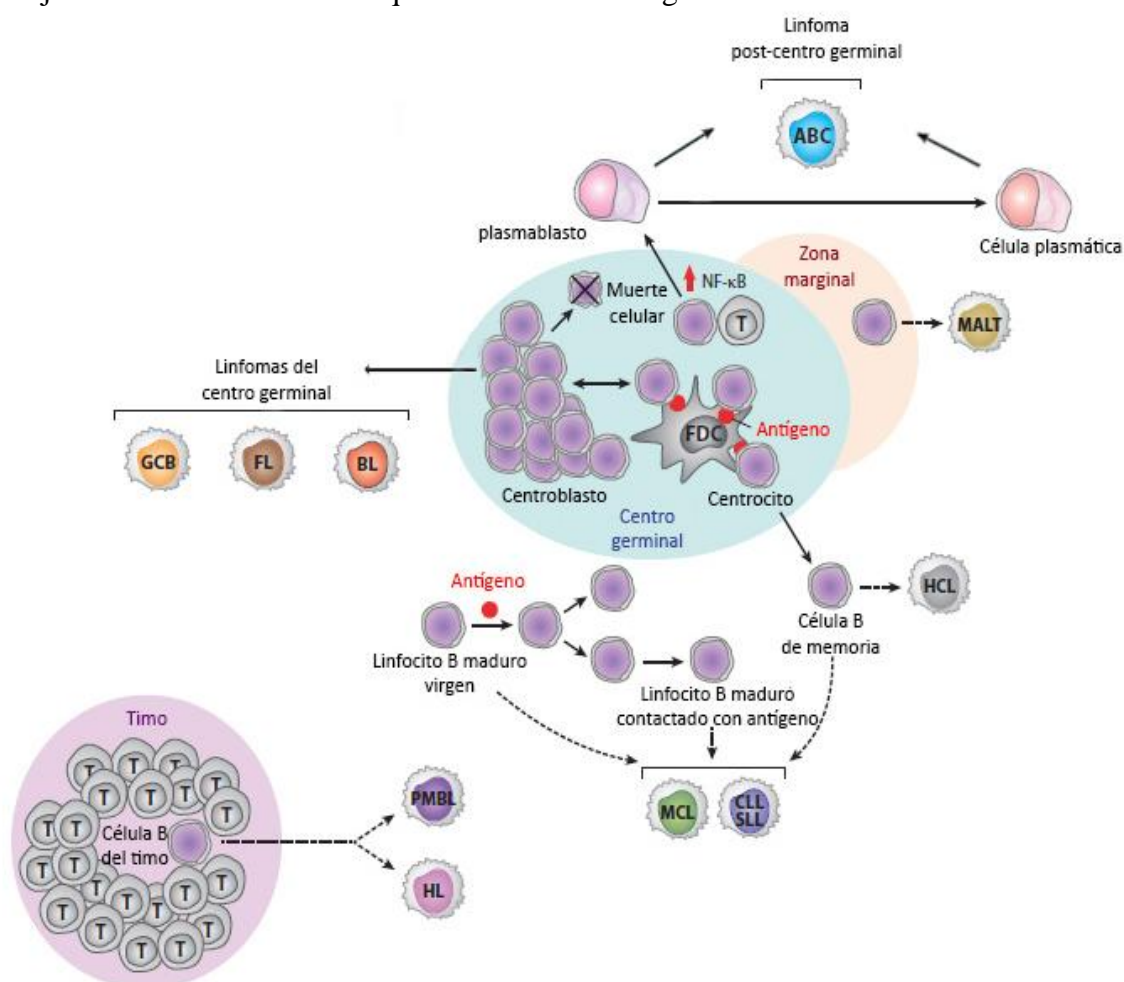 Linfoma
post-centro germinal
ABC
plasmablasto
Célula plasmática
Zona
marginal
NF-κB
Muerte
celular
T
MALT
Linfomas del
centro germinal
GCB
FL
BL
FDC
Antígeno
Centroblasto
Centrocito
Centro
germinal
Antígeno
HCL
Linfocito B maduro
virgen
Célula B
de memoria
Linfocito B maduro
contactado con antígeno
Timo
T T T T T T T T
Célula B
del timo
T T T T T T T T T T T T T T
PMBL
HL
MCL
CLL
SLL